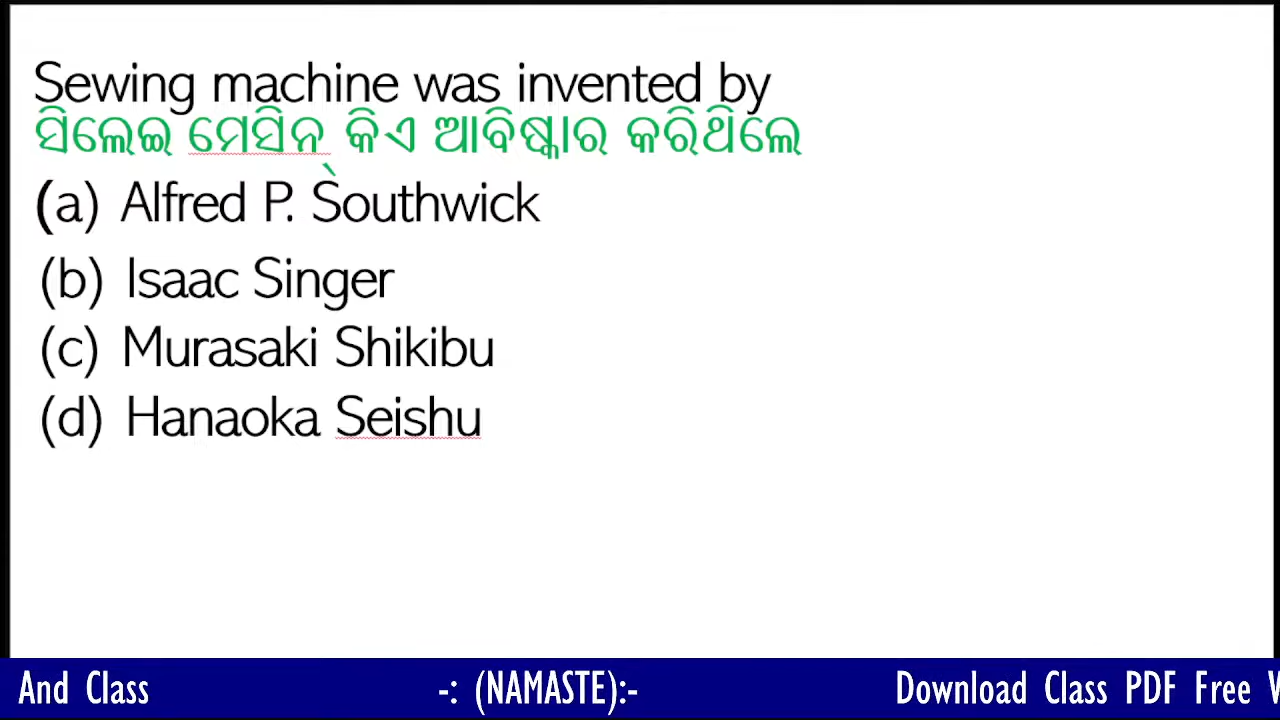 Sewing machine was invented by
ସିଲେଇ ମେସିନ୍ କିଏ ଆବିଷ୍କାର କରିଥିଲେ
(a) Alfred P. Southwick
(b) Isaac Singer
(c) Murasaki Shikibu
(d) Hanaoka Seishu
And Class -: (NAMASTE):- Download Class PDF Free